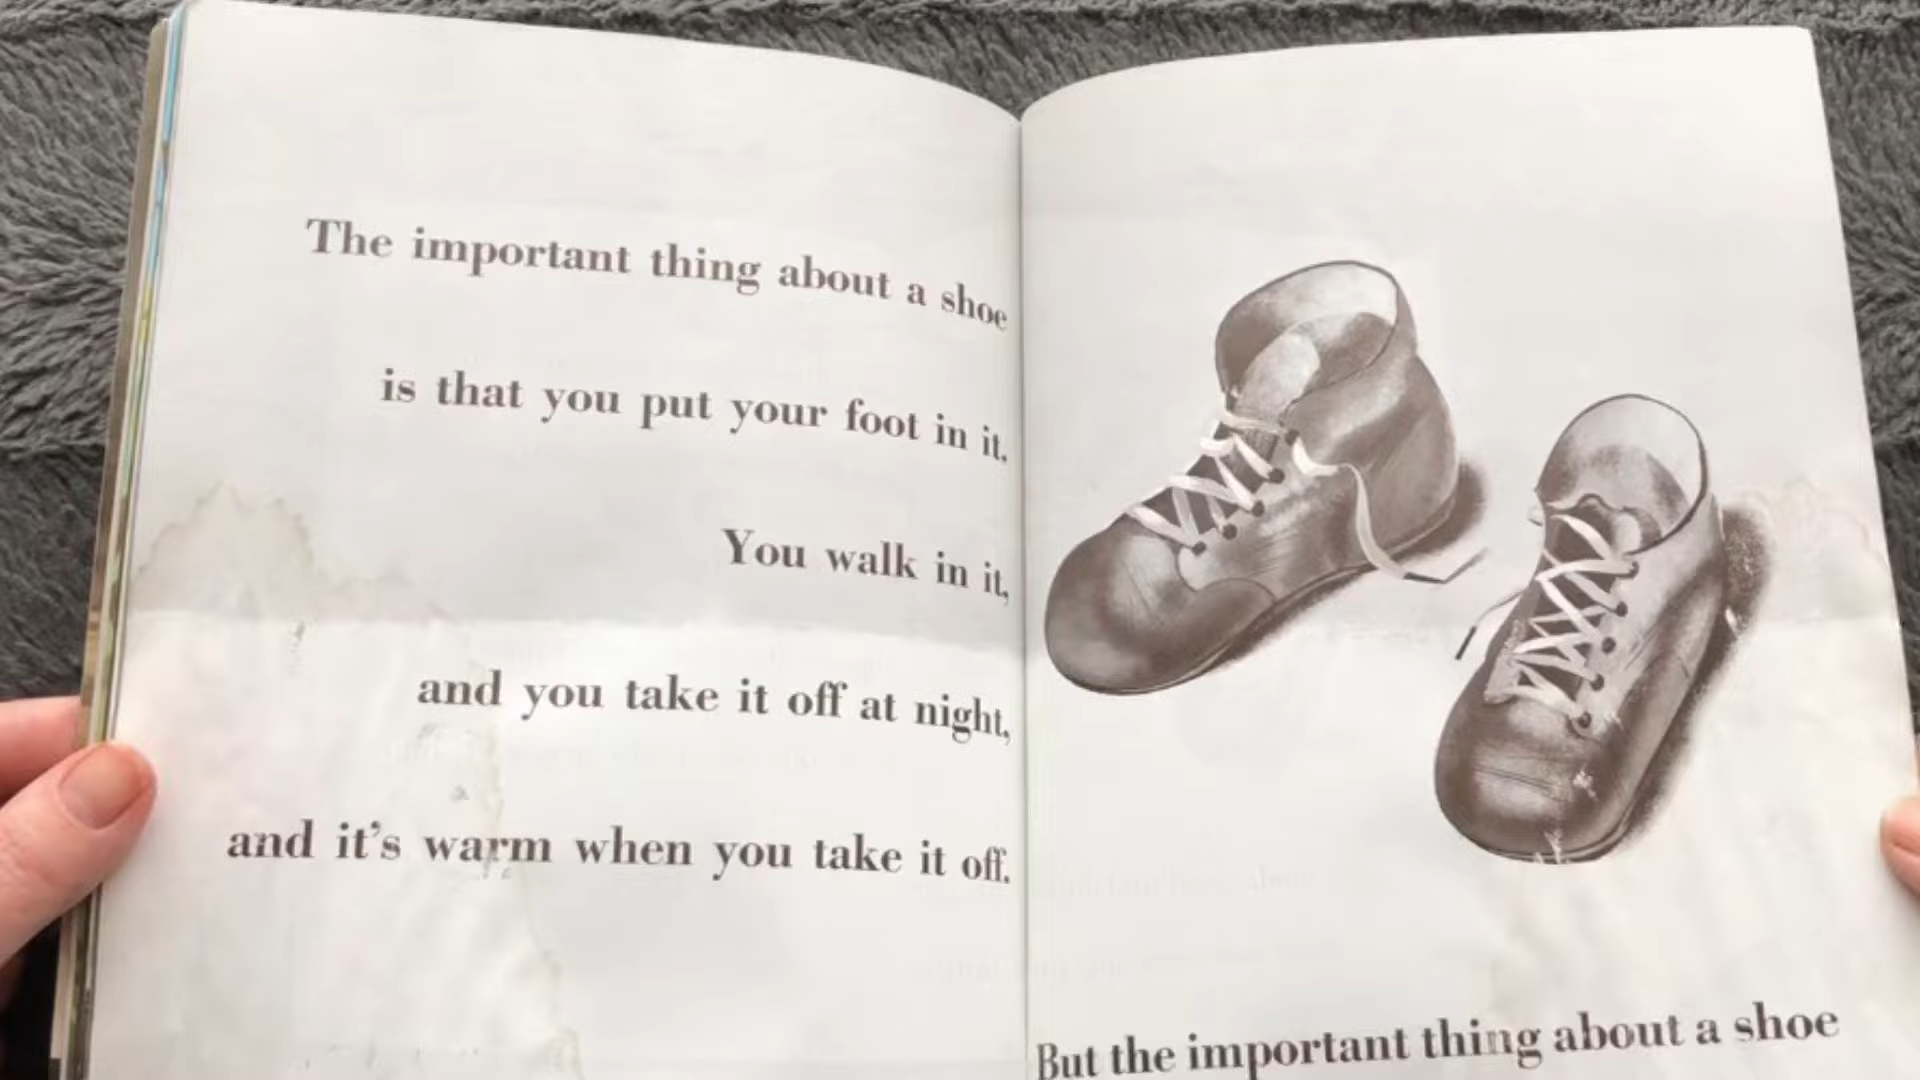 The important thing about a shoe
is that you put your foot in it.
You walk in it,
and you take it off at night,
and it's warm when you take it off.
But the important thing about a shoe